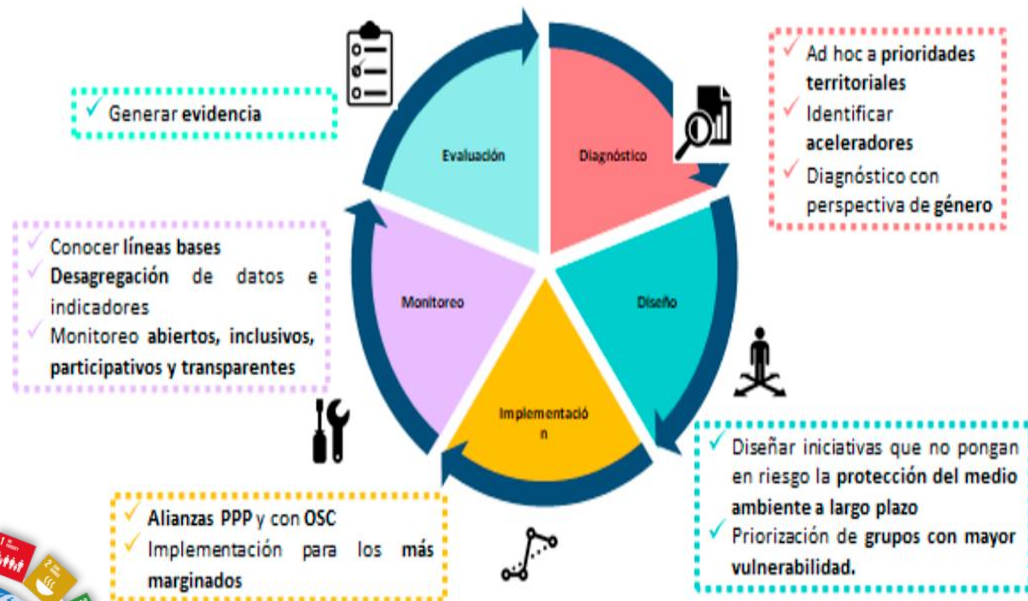 Evaluación
Diagnóstico
Diseño
Implementació
n
Monitoreo
Ad hoc a prioridades
territoriales
Identificar
aceleradores
Diagnóstico con
perspectiva de género
Diseñar iniciativas que no pongan
en riesgo la protección del medio
ambiente a largo plazo
Priorización de grupos con mayor
vulnerabilidad.
Alianzas PPP y con OSC
Implementación para los más
marginados
Conocer líneas bases
Desagregación de datos e
indicadores
Monitoreo abiertos, inclusivos,
participativos y transparentes
Generar evidencia
1
2